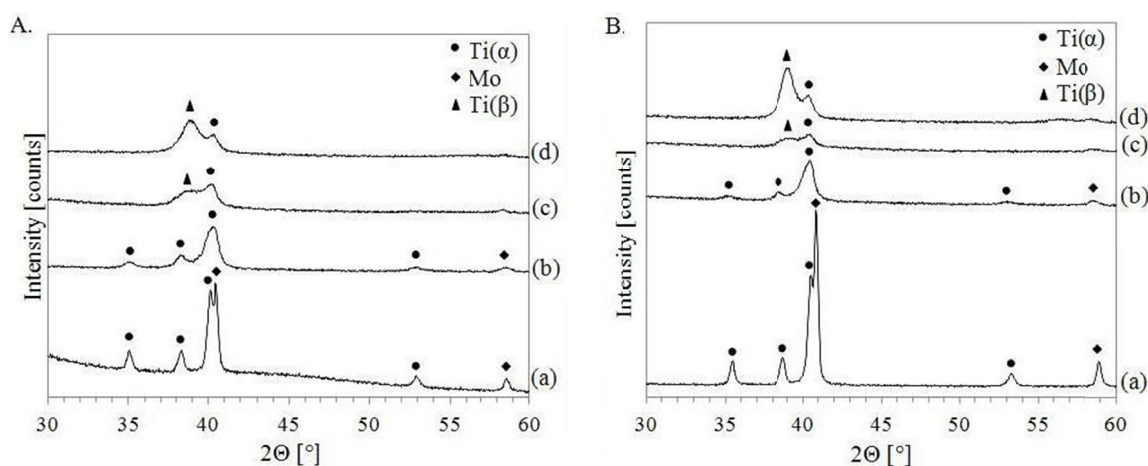 A.
● Ti(α)
◆ Mo
▲ Ti(β)
(d)
(c)
(b)
(a)
Intensity [counts]
30 35 40 45 50 55 60
2Θ [°]
B.
● Ti(α)
◆ Mo
▲ Ti(β)
(d)
(c)
(b)
(a)
Intensity [counts]
30 35 40 45 50 55 60
2Θ [°]